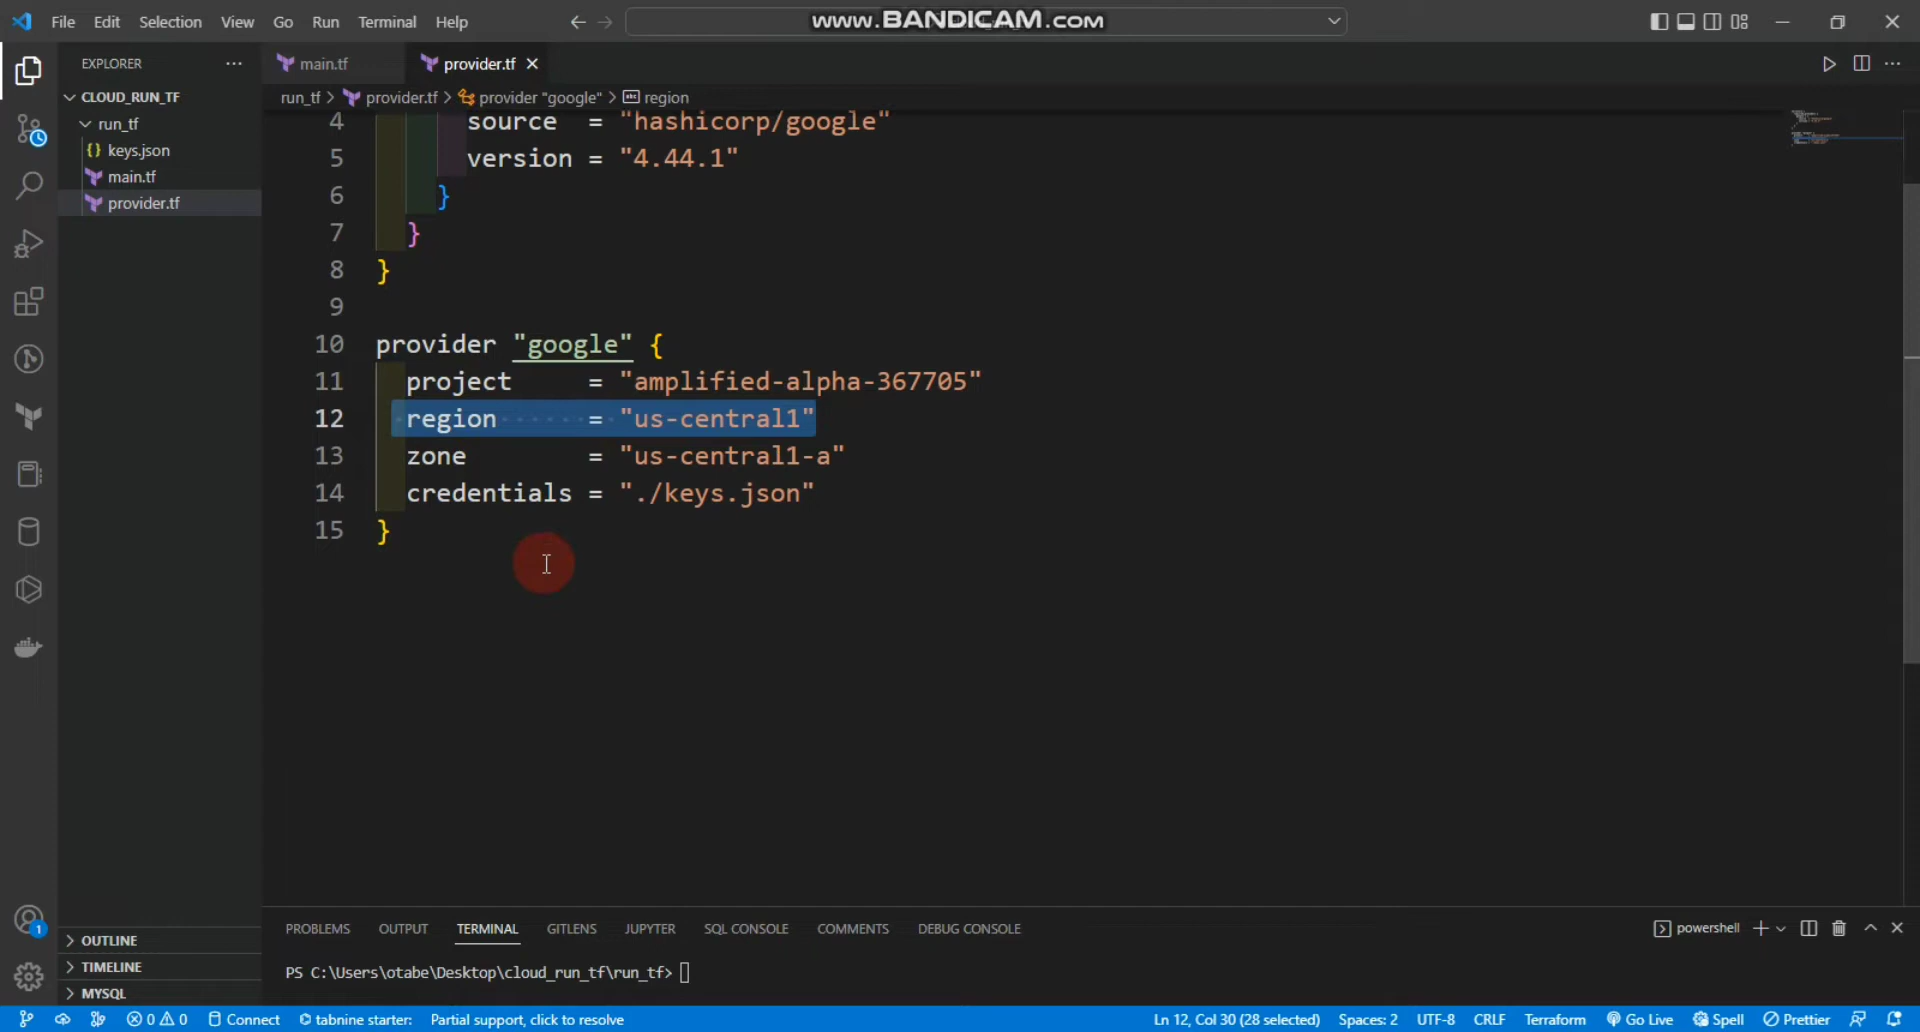 File Edit Selection View Go Run Terminal Help
www.BANDICAM.COM
EXPLORER
main.tf
provider.tf
CLOUD_RUN_TF
run_tf > provider.tf > provider "google" > region
run_tf
keys.json
main.tf
provider.tf
4 source = "hashicorp/google"
5 version = "4.44.1"
6 }
7 }
8 }
9
10 provider "google" {
11 project = "amplified-alpha-367705"
12 region = "us-central1"
13 zone = "us-central1-a"
14 credentials = "./keys.json"
15 }
1
OUTLINE
TIMELINE
MYSQL
PROBLEMS OUTPUT TERMINAL GITLENS JUPYTER SQL CONSOLE COMMENTS DEBUG CONSOLE
powershell
PS C:\Users\otabe\Desktop\cloud_run_tf\run_tf>
0 0 Connect tabnine starter: Partial support, click to resolve
Ln 12, Col 30 (28 selected) Spaces: 2 UTF-8 CRLF Terraform Go Live Spell Prettier